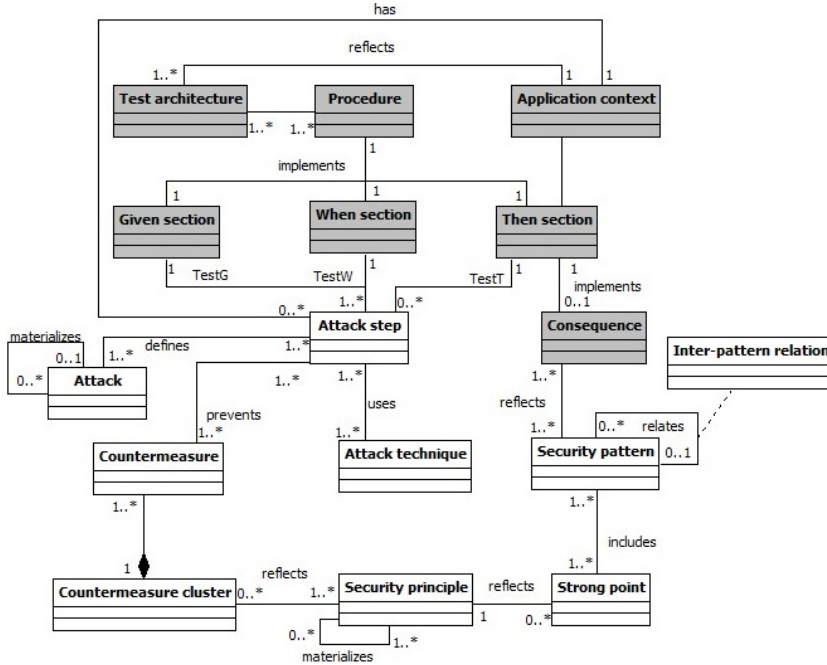 has
reflects
1..*
1
1
Test architecture
Procedure
Application context
1..*
1..*
1
implements
1
1
1
Given section
When section
Then section
1
TestG
TestW
1
TestT
1
1
implements
0..*
1..*
0..*
0..1
Attack step
Consequence
materializes
0..1
1..*
defines
1..*
Inter-pattern relation
0..*
Attack
1..*
1..*
1..*
prevents
uses
reflects
0..*
relates
1..*
1..*
1..*
0..1
Countermeasure
Attack technique
Security pattern
1..*
1..*
includes
1
reflects
1..*
Countermeasure cluster
0..*
1..*
Security principle
reflects
Strong point
1
0..*
0..*
1..*
materializes